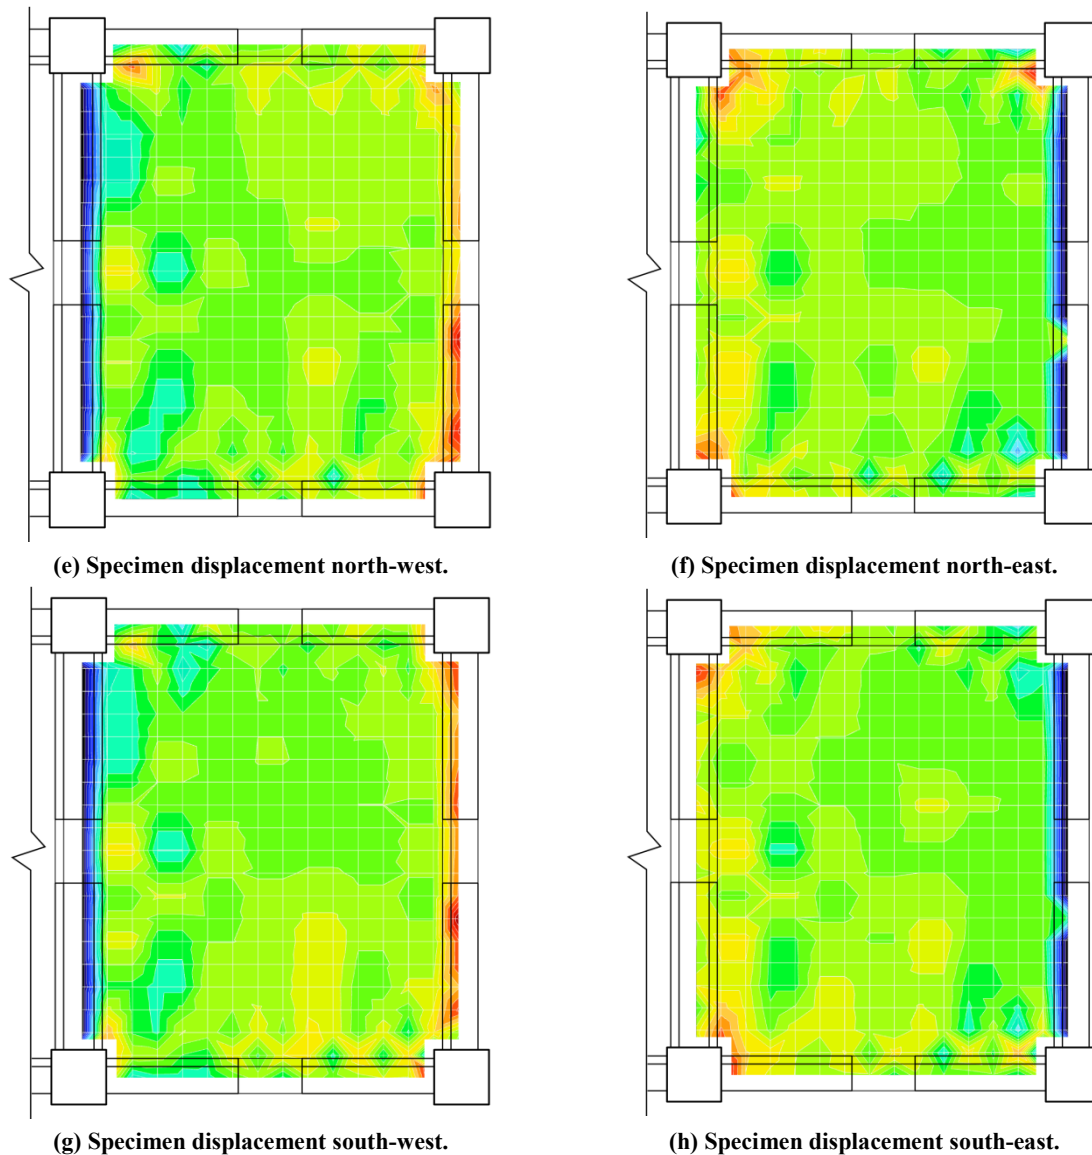 (e) Specimen displacement north-west.
(f) Specimen displacement north-east.
(g) Specimen displacement south-west.
(h) Specimen displacement south-east.